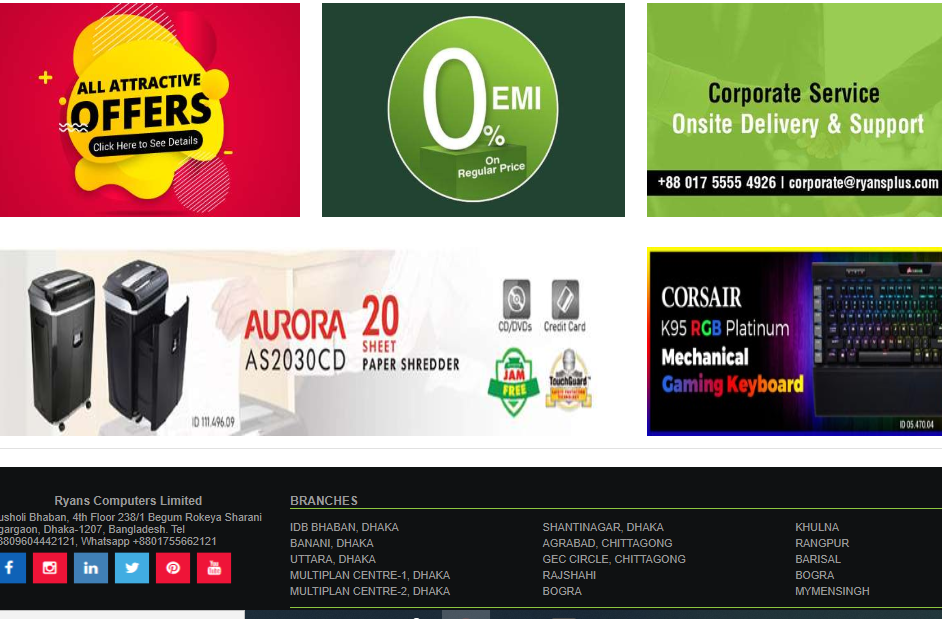 ALL ATTRACTIVE
OFFERS
Click Here to See Details
0% EMI
On
Regular Price
Corporate Service
Onsite Delivery & Support
+88 017 5555 4926 | corporate@ryansplus.com
AURORA
AS2030CD
20
SHEET
PAPER SHREDDER
CD/DVDs
Credit Card
JAM
FREE
TouchGuard™
ID 111.496.09
CORSAIR
K95 RGB Platinum
Mechanical
Gaming Keyboard
ID 05.470.04
Ryans Computers Limited
usholi Bhaban, 4th Floor 238/1 Begum Rokeya Sharani
gargaon, Dhaka-1207, Bangladesh. Tel
8809604442121, Whatsapp +8801755662121
BRANCHES
IDB BHABAN, DHAKA
BANANI, DHAKA
UTTARA, DHAKA
MULTIPLAN CENTRE-1, DHAKA
MULTIPLAN CENTRE-2, DHAKA
SHANTINAGAR, DHAKA
AGRABAD, CHITTAGONG
GEC CIRCLE, CHITTAGONG
RAJSHAHI
BOGRA
KHULNA
RANGPUR
BARISAL
BOGRA
MYMENSINGH